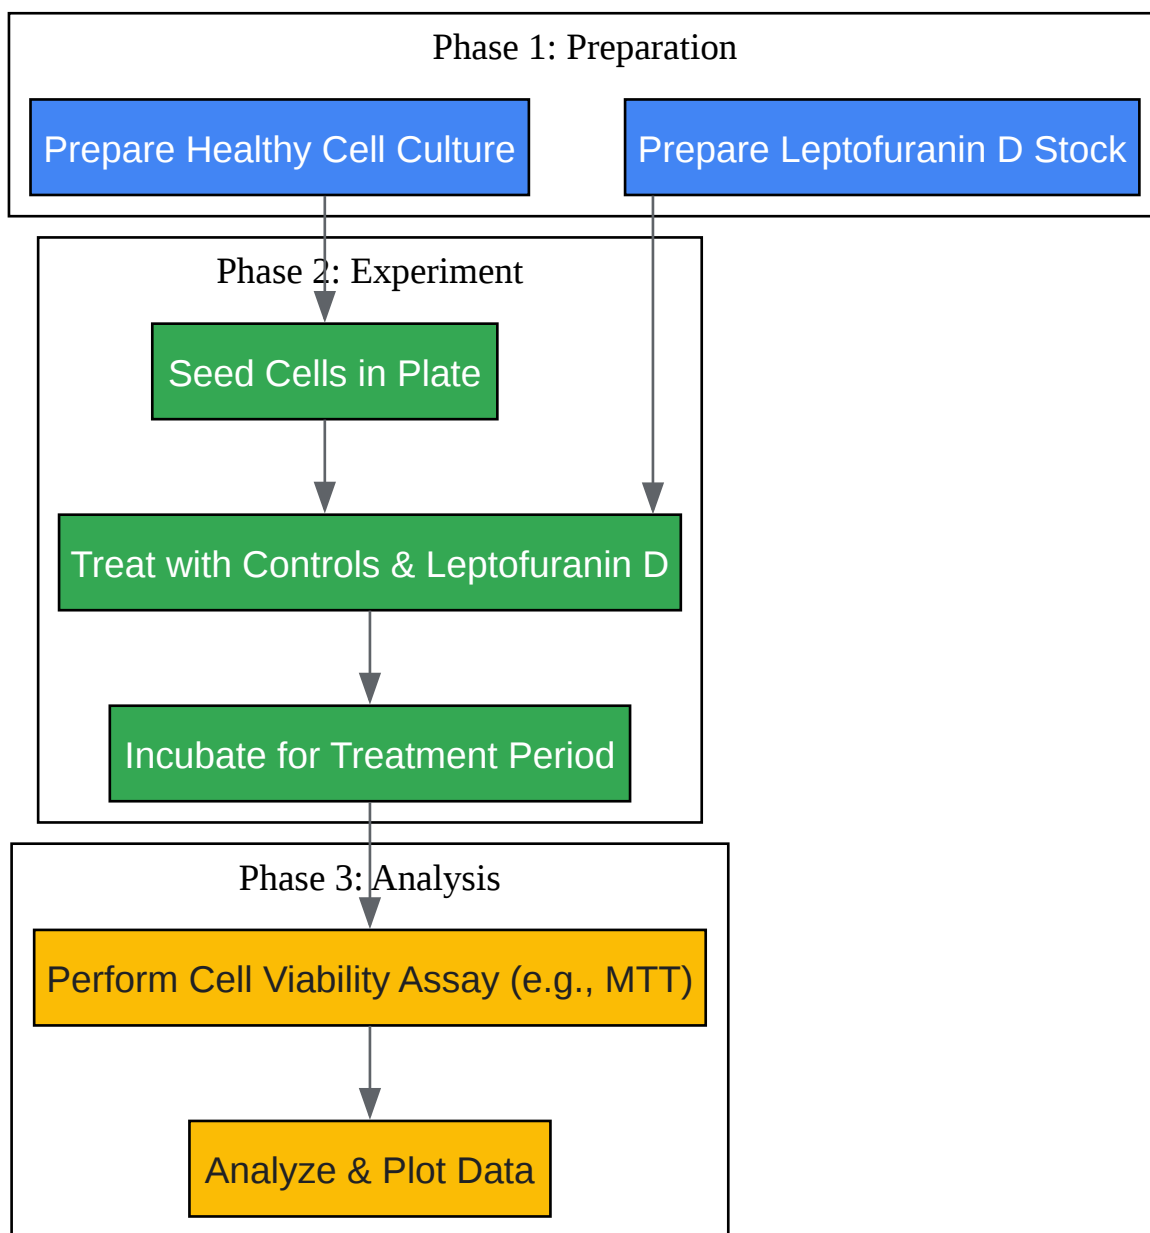 Phase 1: Preparation
Prepare Healthy Cell Culture
Prepare Leptofuranin D Stock
Phase 2: Experiment
Seed Cells in Plate
Treat with Controls & Leptofuranin D
Incubate for Treatment Period
Phase 3: Analysis
Perform Cell Viability Assay (e.g., MTT)
Analyze & Plot Data